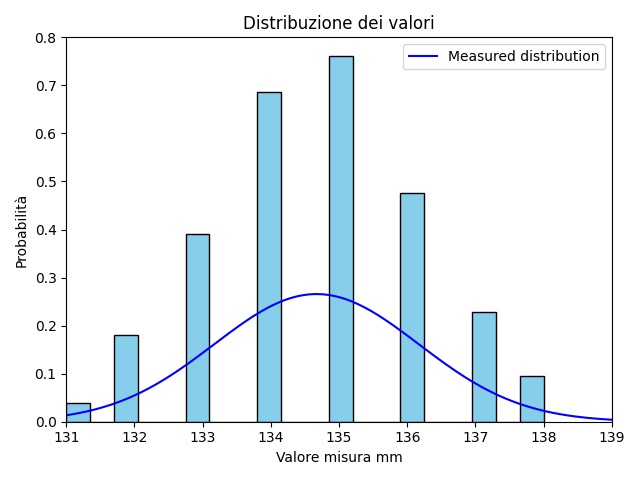 Distribuzione dei valori
Measured distribution
Probabilità
0.8
0.7
0.6
0.5
0.4
0.3
0.2
0.1
0.0
131 132 133 134 135 136 137 138 139
Valore misura mm